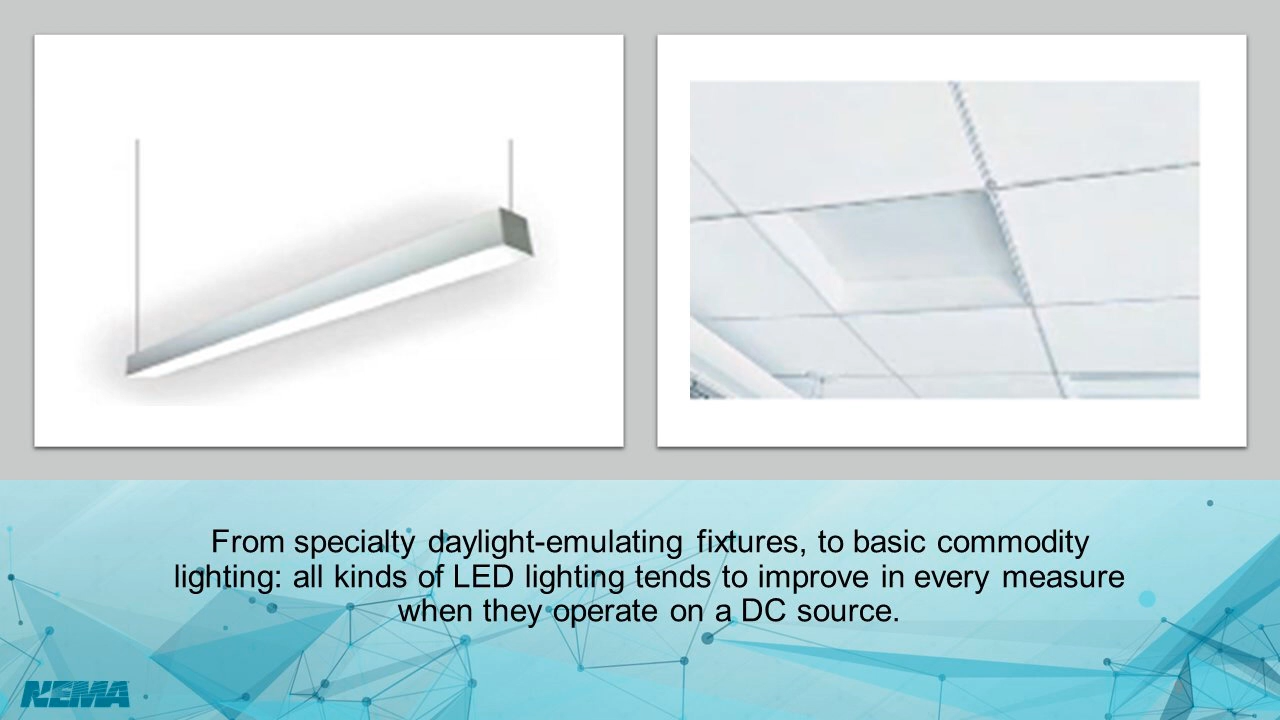 From specialty daylight-emulating fixtures, to basic commodity
lighting: all kinds of LED lighting tends to improve in every measure
when they operate on a DC source.
NEMA